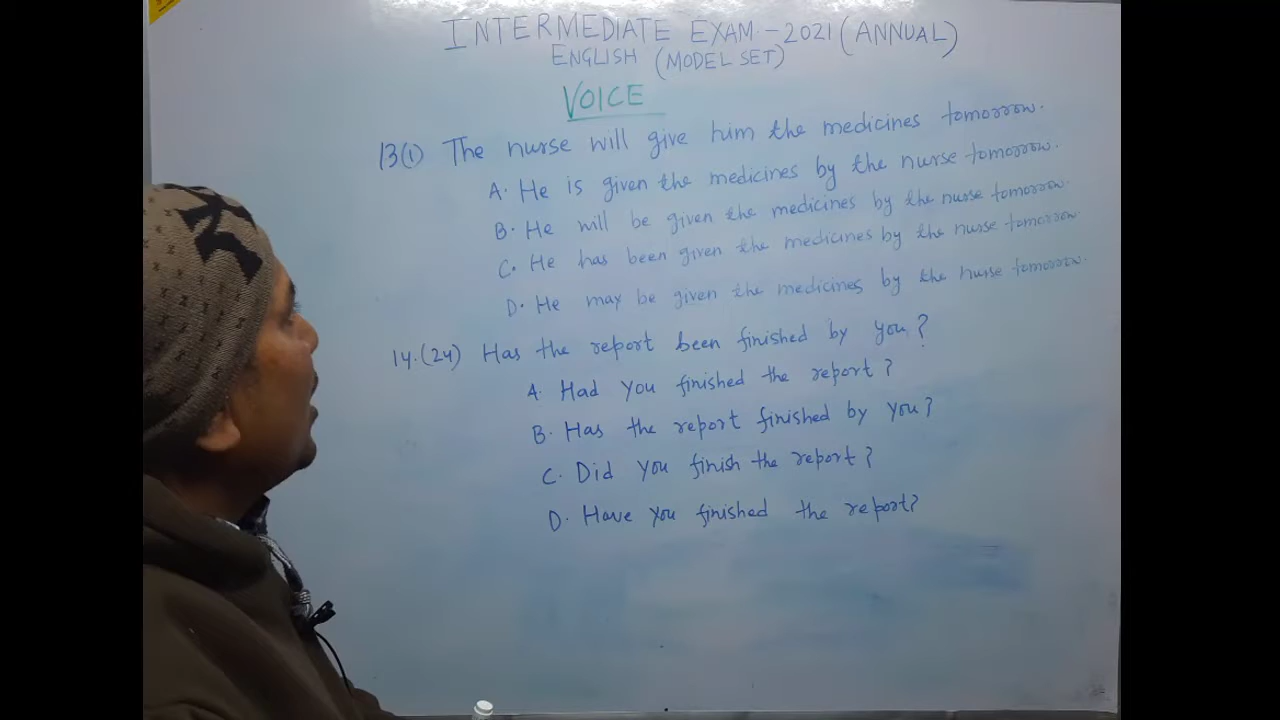 INTERMEDIATE EXAM-2021 (ANNUAL)
ENGLISH (MODEL SET)
VOICE
13(1) The nurse will give him the medicines tomorrow.
A. He is given the medicines by the nurse tomorrow.
B. He will be given the medicines by the nurse tomorrow.
C. He has been given the medicines by the nurse tomorrow.
D. He may be given the medicines by the nurse tomorrow.
14.(24) Has the report been finished by you?
A. Had you finished the report?
B. Has the report finished by you?
C. Did you finish the report?
D. Have you finished the report?